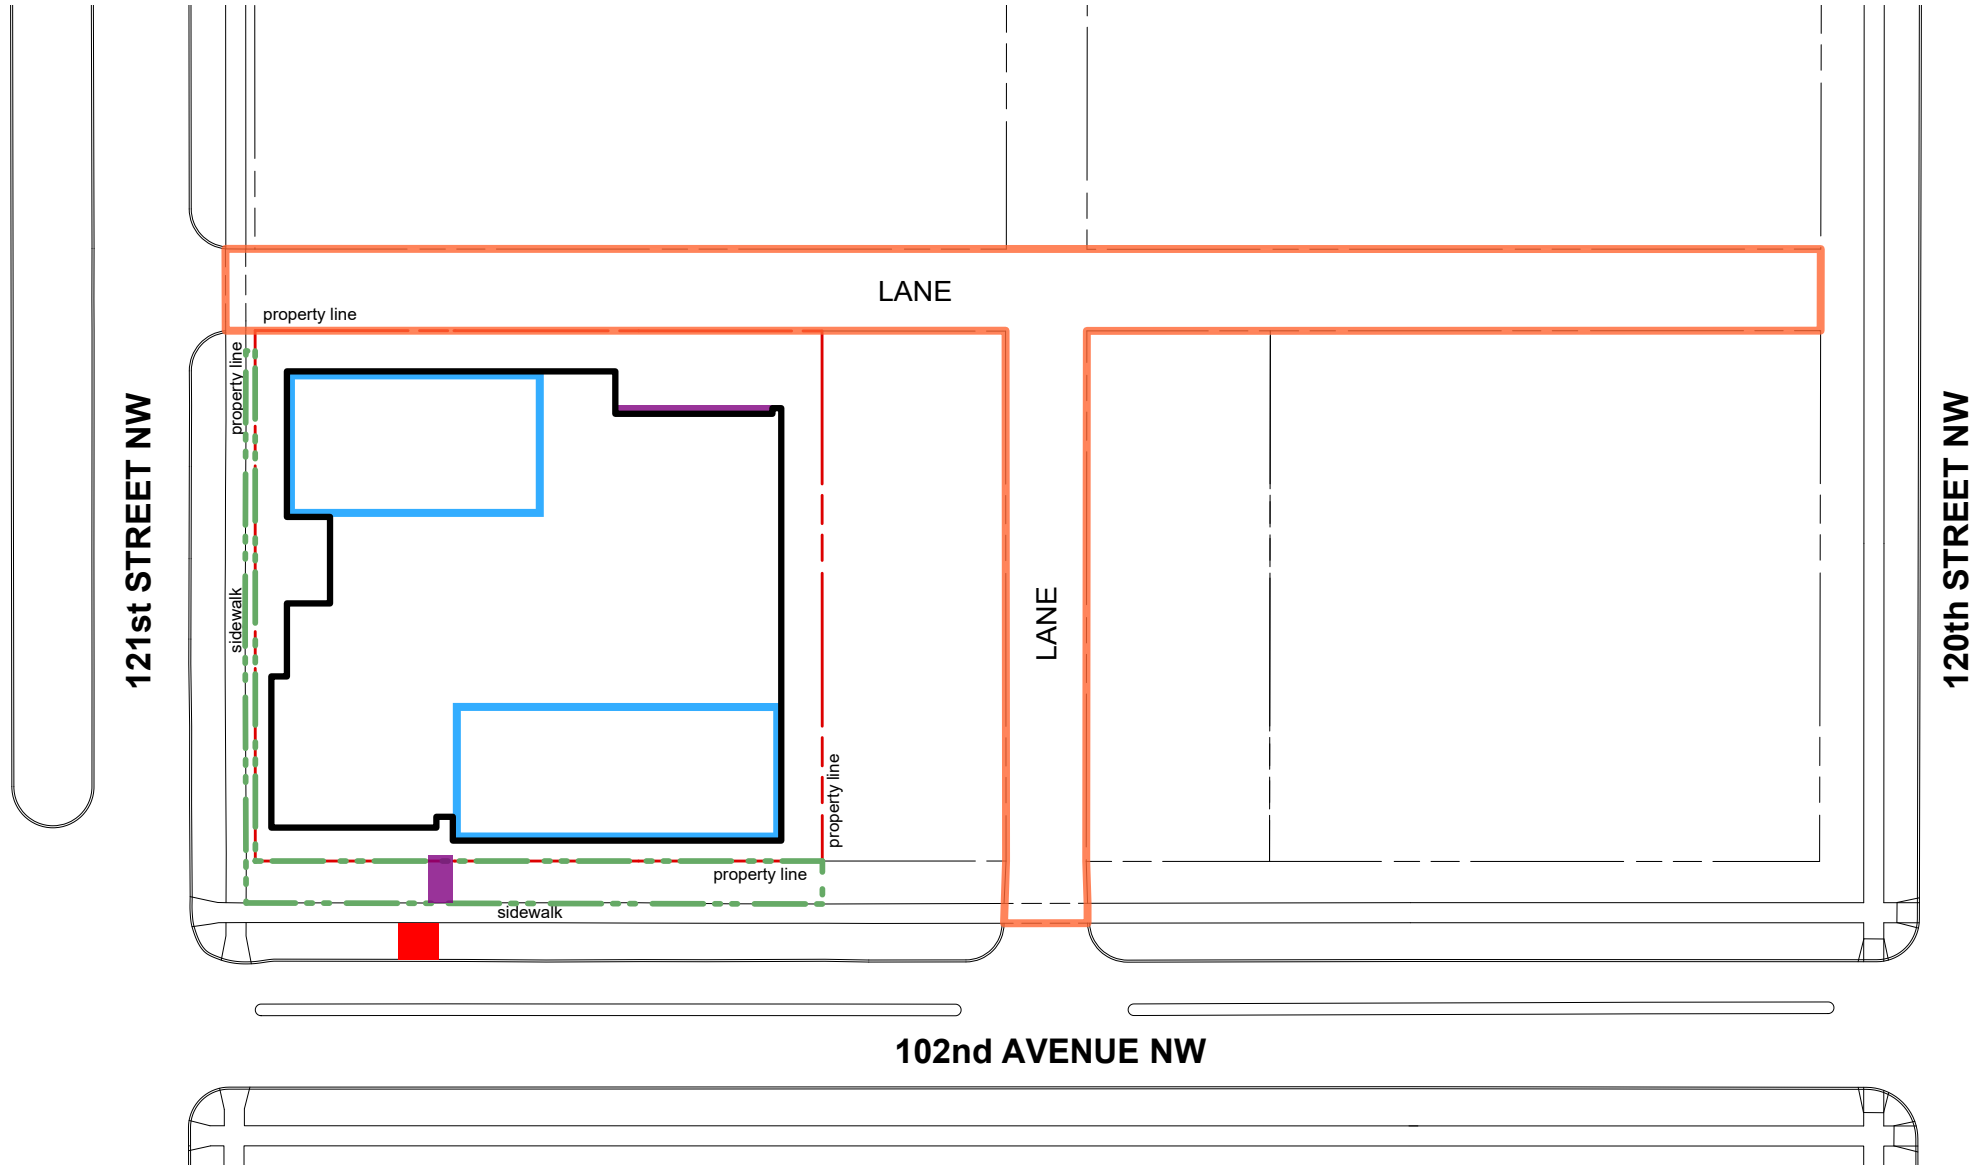 LANE
property line
property line
121st STREET NW
120th STREET NW
sidewalk
LANE
property line
property line
sidewalk
102nd AVENUE NW